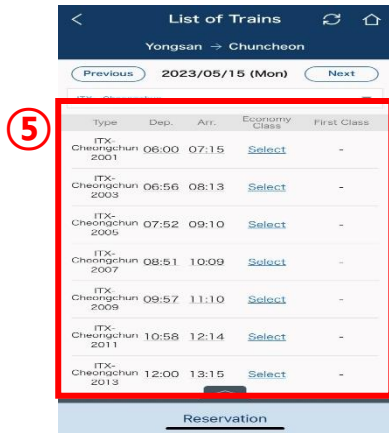 List of Trains
Yongsan → Chuncheon
Previous 2023/05/15 (Mon) Next
Type Dep. Arr. Economy Class First Class
⑤
ITX-
Cheongchun 06:00 07:15 Select -
2001
ITX-
Cheongchun 06:56 08:13 Select -
2003
ITX-
Cheongchun 07:52 09:10 Select -
2005
ITX-
Cheongchun 08:51 10:09 Select -
2007
ITX-
Cheongchun 09:57 11:10 Select -
2009
ITX-
Cheongchun 10:58 12:14 Select -
2011
ITX-
Cheongchun 12:00 13:15 Select -
2013
Reservation